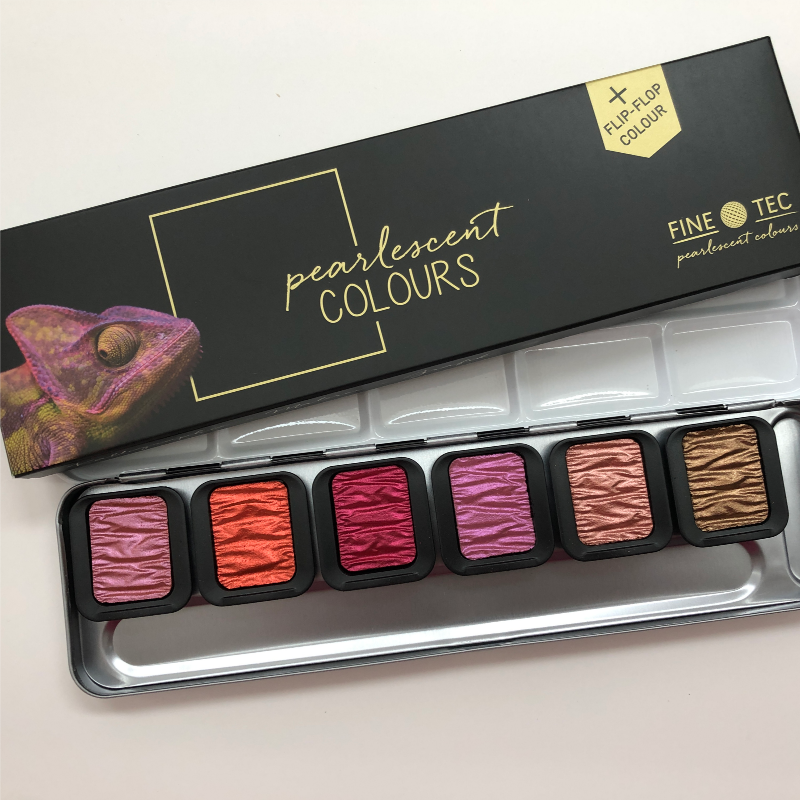 +
FLIP-FLOP
COLOUR
pearlescent
COLOURS
FINE TEC
pearlescent colours